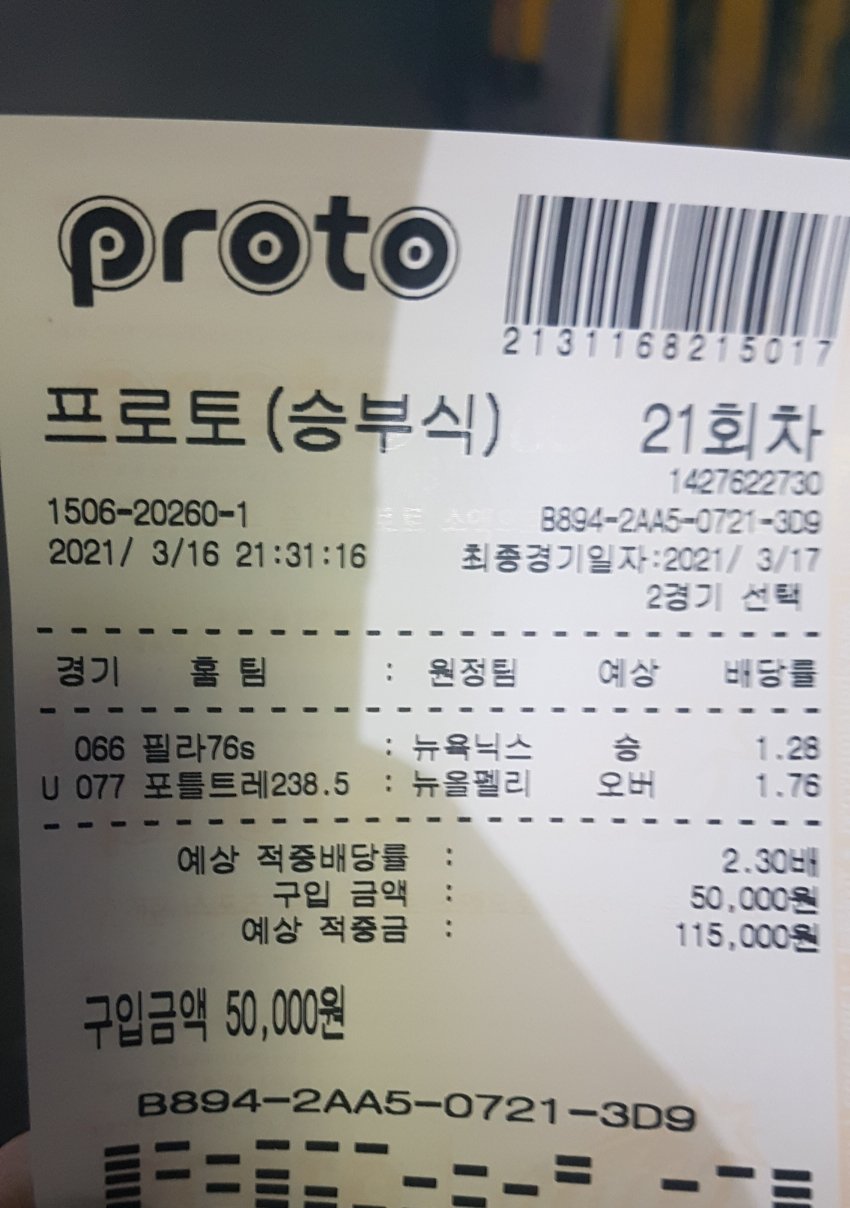 proto
2131168215017
프로토(승부식) 21회차
1427622730
1506-20260-1 B894-2AA5-0721-3D9
2021/ 3/16 21:31:16 최종경기일자:2021/ 3/17
2경기 선택
경기 홈 팀 : 원정팀 예상 배당률
066 필라76s : 뉴욕닉스 승 1.28
U 077 포틀트레238.5 : 뉴올펠리 오버 1.76
예상 적중배당률 : 2.30배
구입 금액 : 50,000원
예상 적중금 : 115,000원
구입금액 50,000원
B894-2AA5-0721-3D9